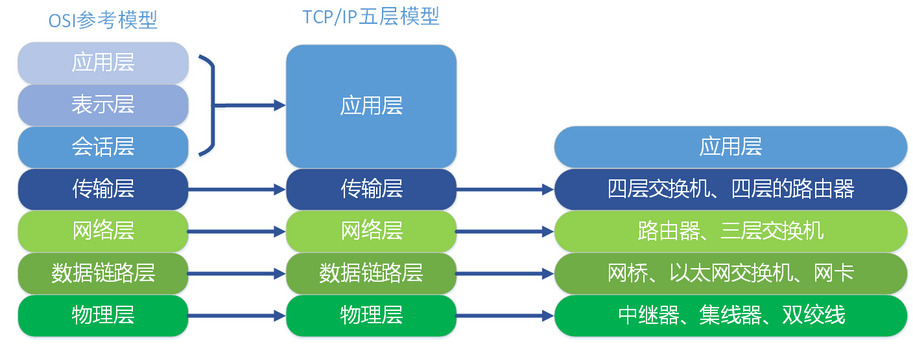 OSI参考模型
TCP/IP五层模型
应用层
表示层
会话层
传输层
网络层
数据链路层
物理层
应用层
传输层
网络层
数据链路层
物理层
应用层
四层交换机、四层的路由器
路由器、三层交换机
网桥、以太网交换机、网卡
中继器、集线器、双绞线